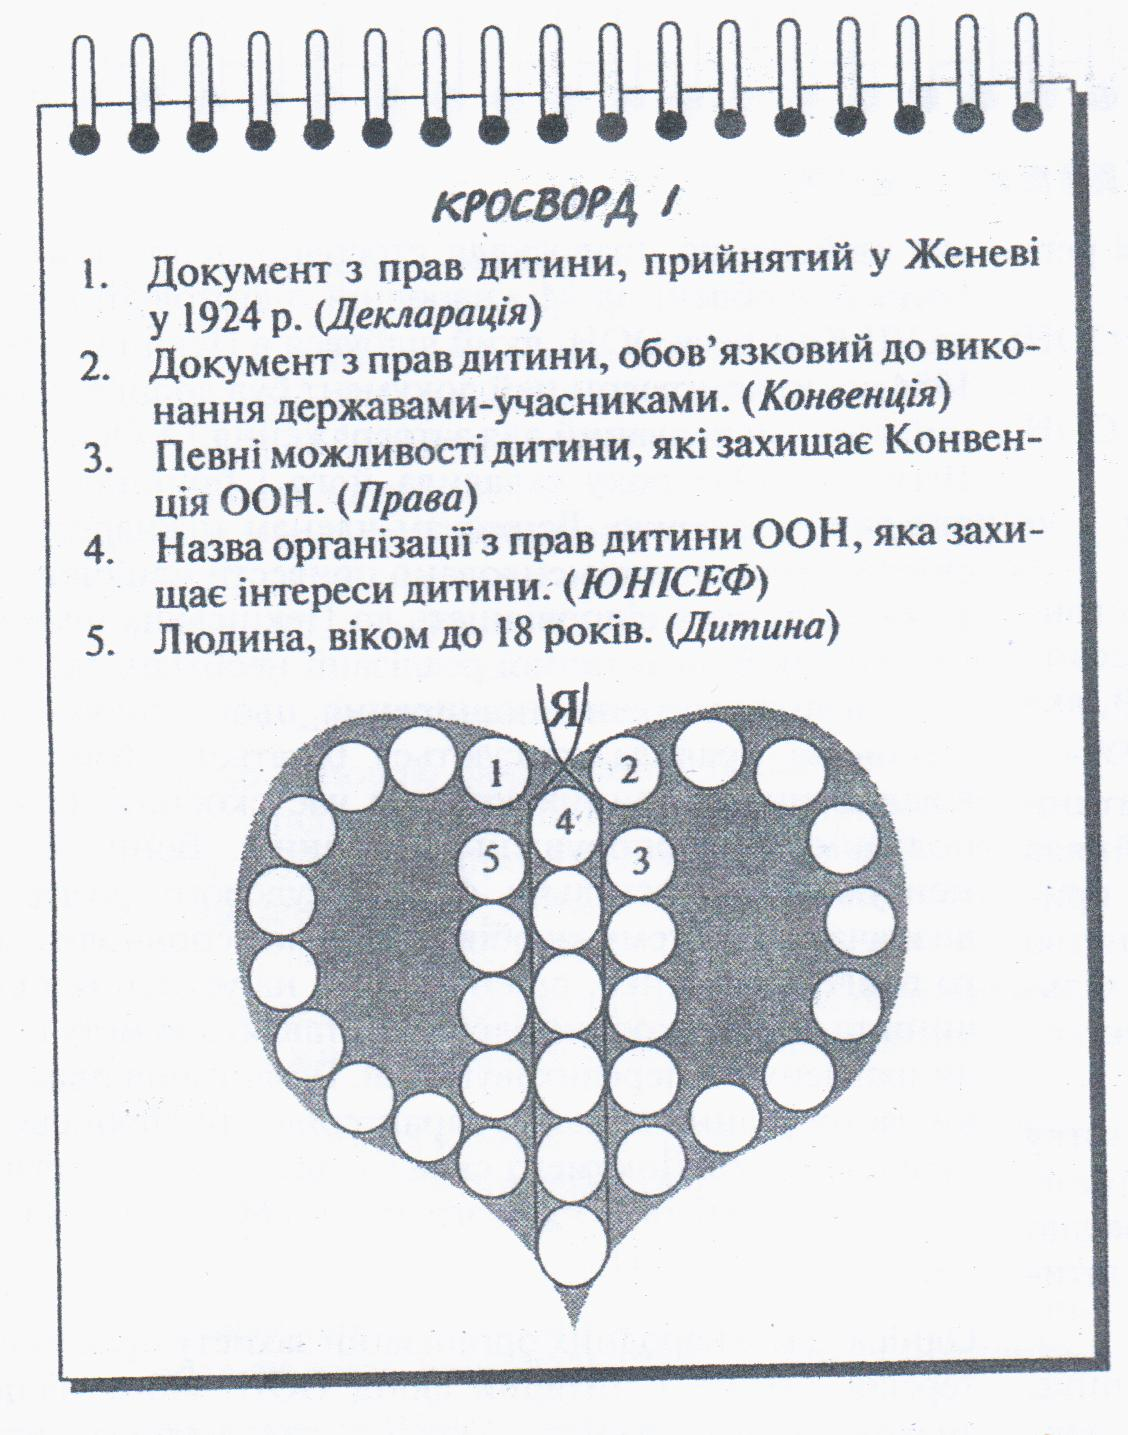 КРОСВОРД 1
1. Документ з прав дитини, прийнятий у Женеві
у 1924 р. (Декларація)
2. Документ з прав дитини, обов’язковий до вико-
нання державами-учасниками. (Конвенція)
3. Певні можливості дитини, які захищає Конвен-
ція ООН. (Права)
4. Назва організації з прав дитини ООН, яка захи-
щає інтереси дитини. (ЮНІСЕФ)
5. Людина, віком до 18 років. (Дитина)
Я
1 2
4
5 3